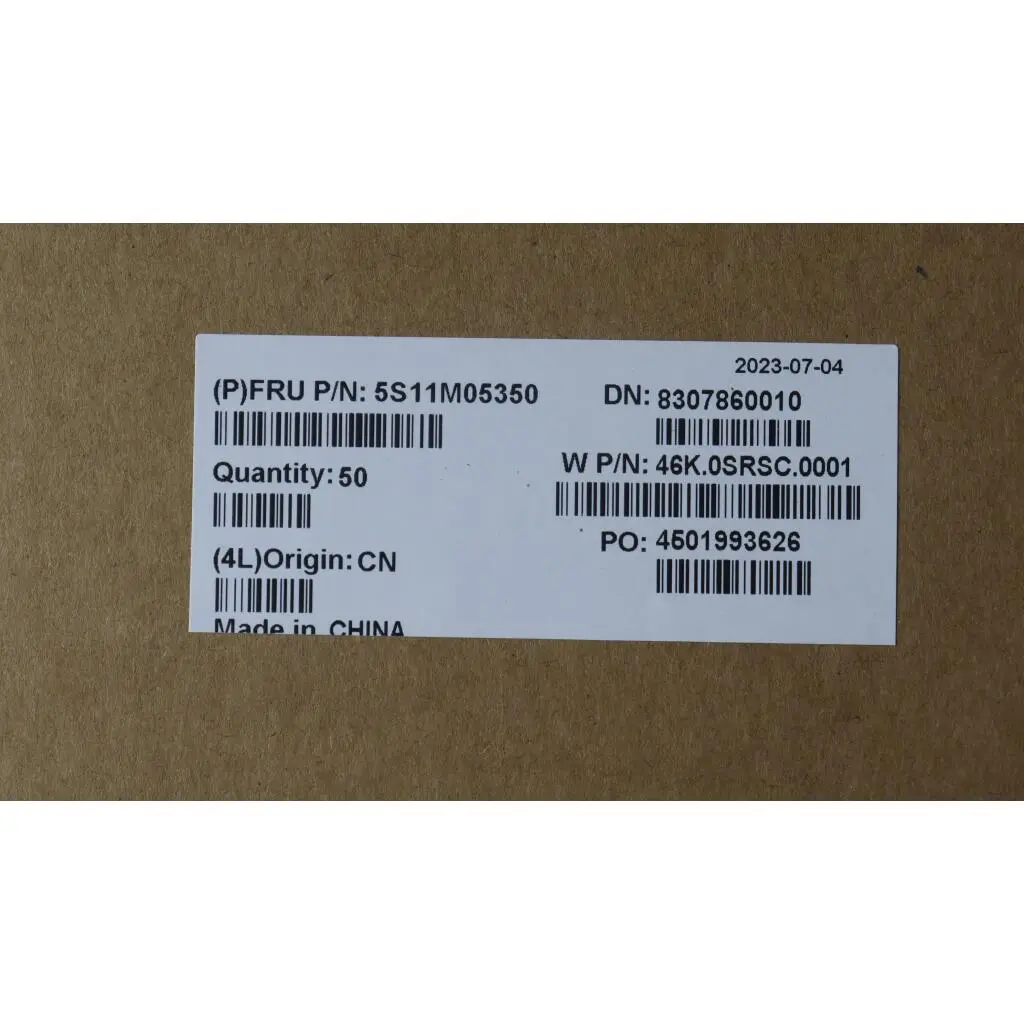 2023-07-04
(P)FRU P/N: 5S11M05350
DN: 8307860010
Quantity: 50
W P/N: 46K.0SRSC.0001
(4L)Origin: CN
PO: 4501993626
Made in CHINA